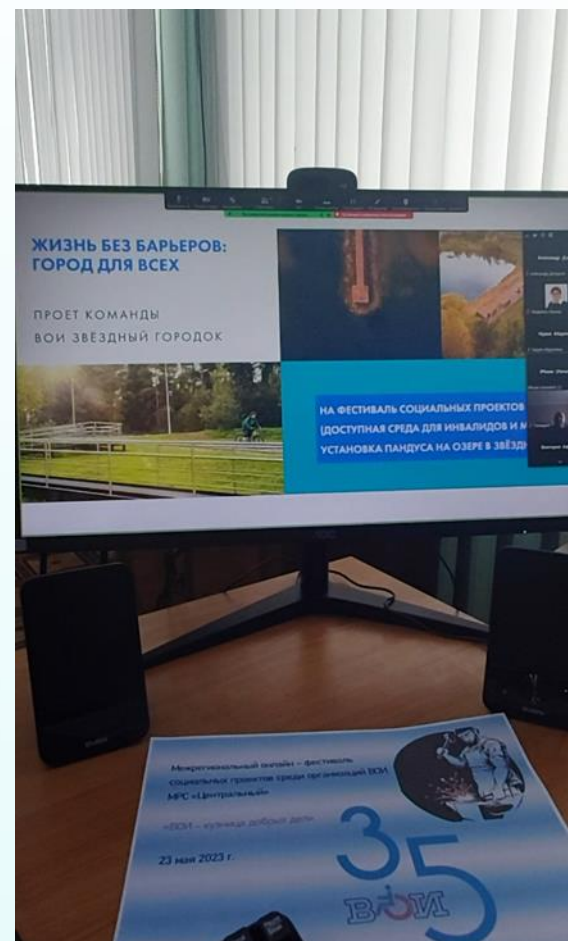 ЖИЗНЬ БЕЗ БАРЬЕРОВ:
ГОРОД ДЛЯ ВСЕХ
ПРОЕТ КОМАНДЫ
ВОИ ЗВЁЗДНЫЙ ГОРОДОК
НА ФЕСТИВАЛЬ СОЦИАЛЬНЫХ ПРОЕКТОВ
(ДОСТУПНАЯ СРЕДА ДЛЯ ИНВАЛИДОВ И М
УСТАНОВКА ПАНДУСА НА ОЗЕРЕ В ЗВЁЗД
AOC
Межрегиональный онлайн – фестиваль
социальных проектов среди организаций ВОИ
МРС «Центральный»
«ВОИ – кузница добрых дел»
23 мая 2023 г.
35
ВОИ